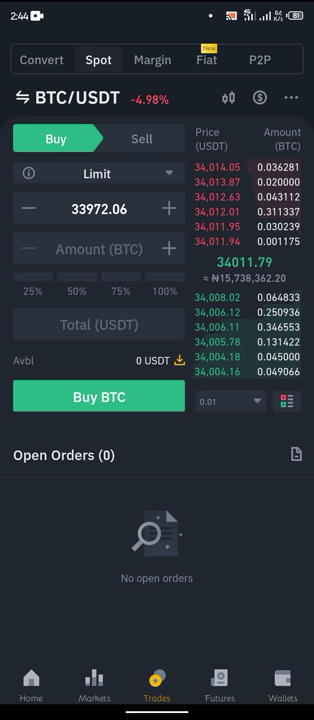 2:44
8.2 K/s
81
New
Convert
Spot
Margin
Fiat
P2P
BTC/USDT
-4.98%
Buy
Sell
Limit
33972.06
Amount (BTC)
25%
50%
75%
100%
Total (USDT)
Avbl
0 USDT
Buy BTC
Price (USDT)
Amount (BTC)
34,014.05 0.036281
34,013.87 0.020000
34,012.63 0.043112
34,012.01 0.311337
34,011.95 0.030239
34,011.94 0.001175
34011.79
≈ ₦15,738,362.20
34,008.02 0.064833
34,006.12 0.250936
34,006.11 0.346553
34,005.78 0.131422
34,004.18 0.045000
34,004.16 0.049066
0.01
Open Orders (0)
No open orders
Home
Markets
Trades
Futures
Wallets